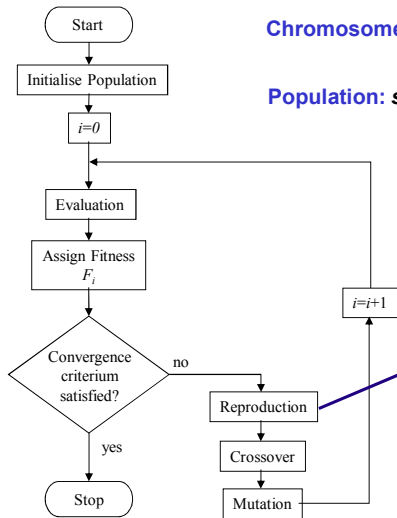 Start
Chromosome
Initialise Population
Population: s
i=0
Evaluation
Assign Fitness
F_i
i=i+1
Convergence
criterium
satisfied?
no
Reproduction
yes
Crossover
Stop
Mutation